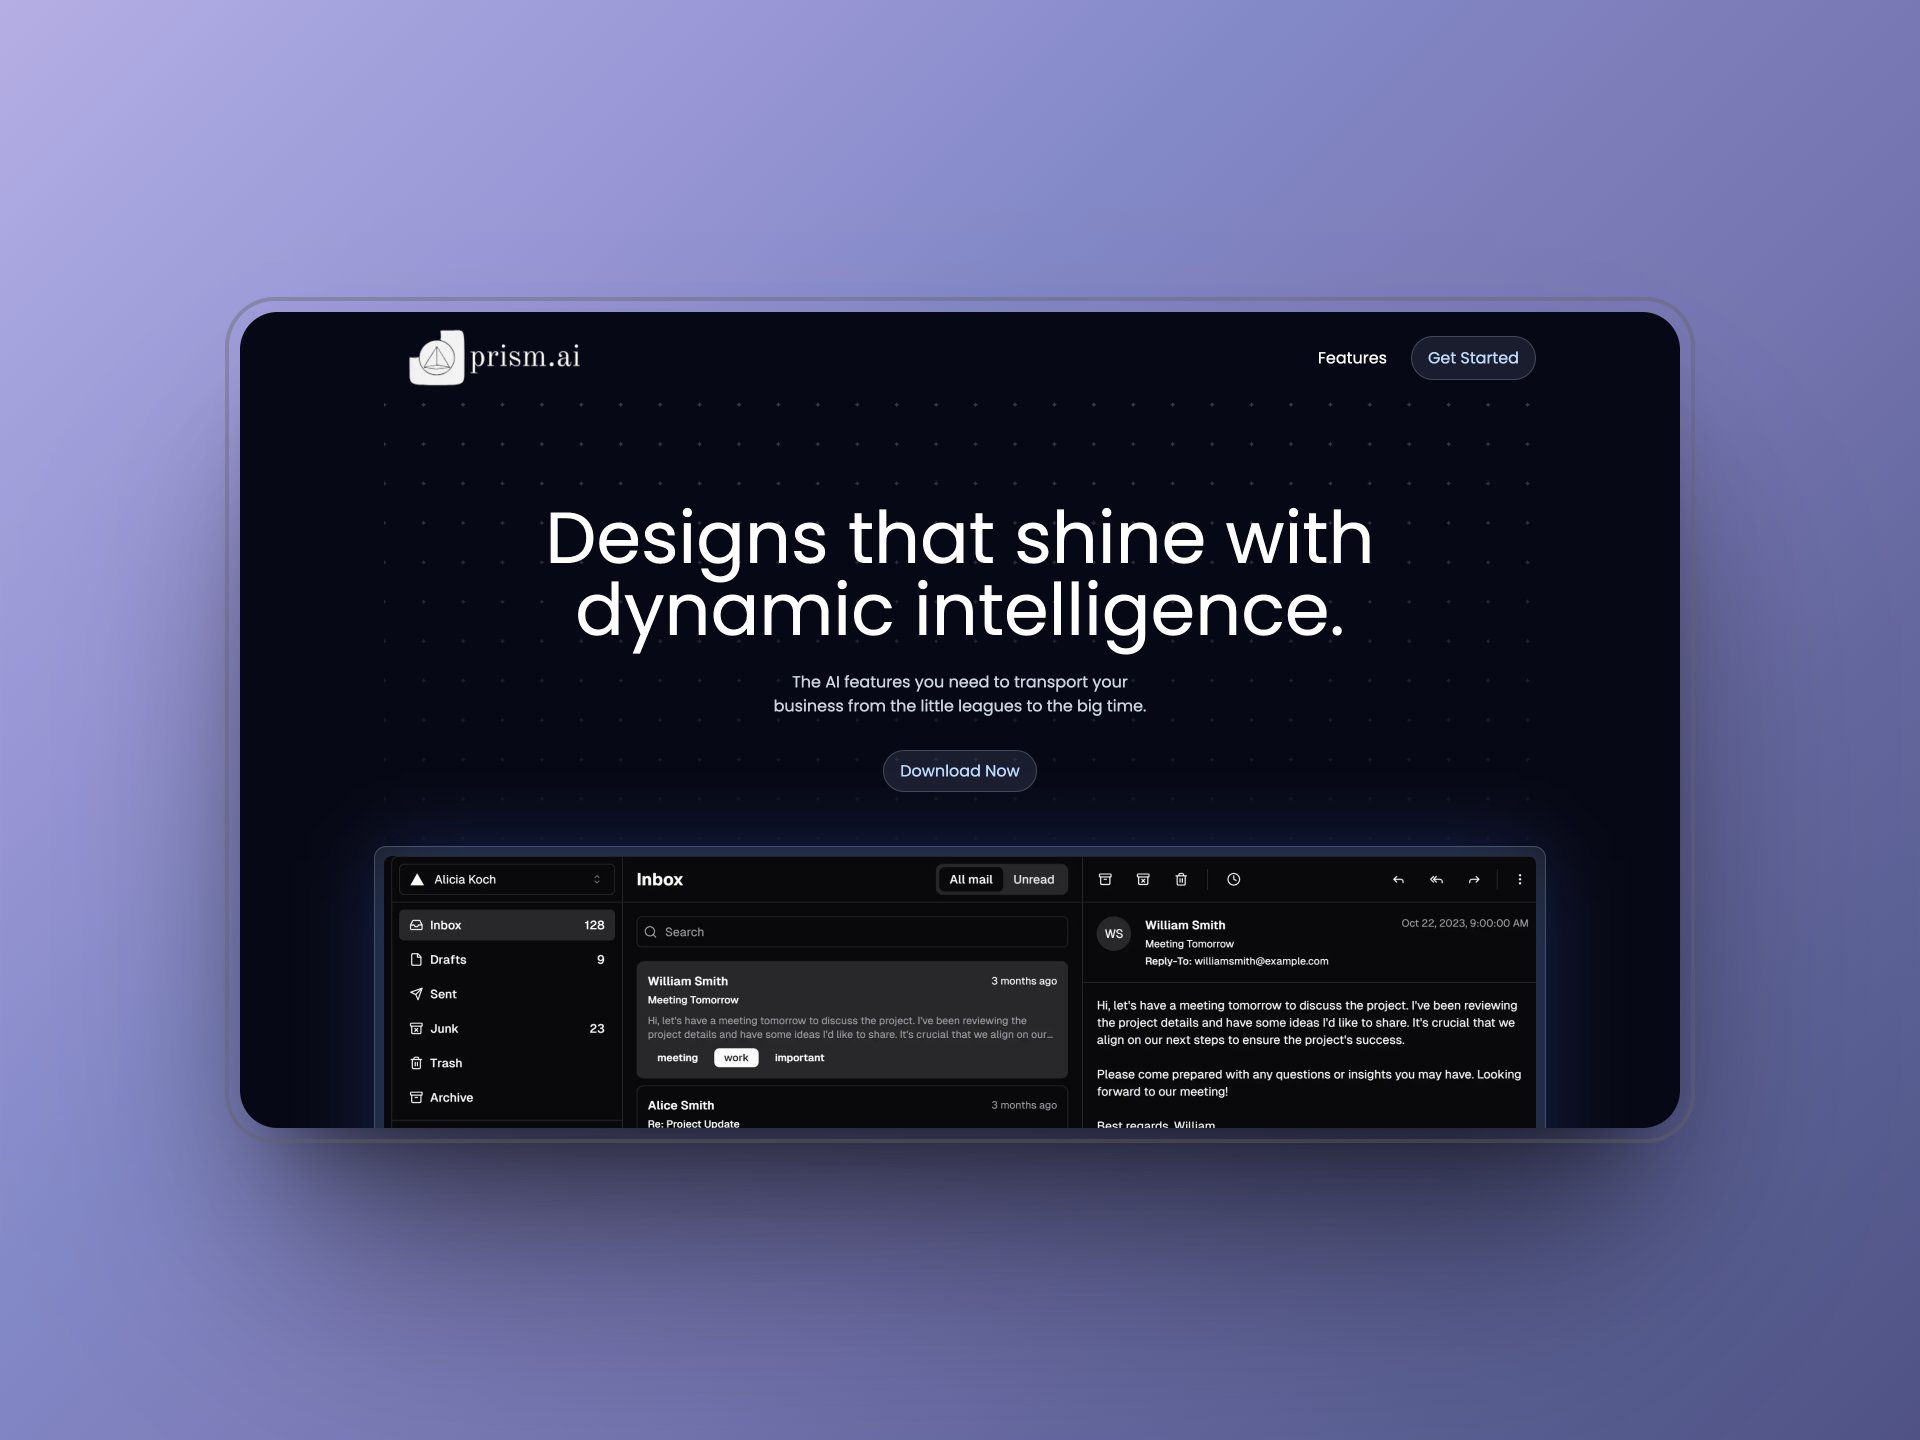 prism.ai
Features
Get Started
Designs that shine with
dynamic intelligence.
The AI features you need to transport your
business from the little leagues to the big time.
Download Now
Alicia Koch
Inbox 128
Drafts 9
Sent
Junk 23
Trash
Archive
Inbox
All mail
Unread
Search
William Smith 3 months ago
Meeting Tomorrow
Hi, let's have a meeting tomorrow to discuss the project. I've been reviewing the
project details and have some ideas I'd like to share. It's crucial that we align on our...
meeting work important
Alice Smith 3 months ago
Re: Project Update
WS
William Smith Oct 22, 2023, 9:00:00 AM
Meeting Tomorrow
Reply-To: williamsmith@example.com
Hi, let's have a meeting tomorrow to discuss the project. I've been reviewing
the project details and have some ideas I'd like to share. It's crucial that we
align on our next steps to ensure the project's success.
Please come prepared with any questions or insights you may have. Looking
forward to our meeting!
Best regards, William